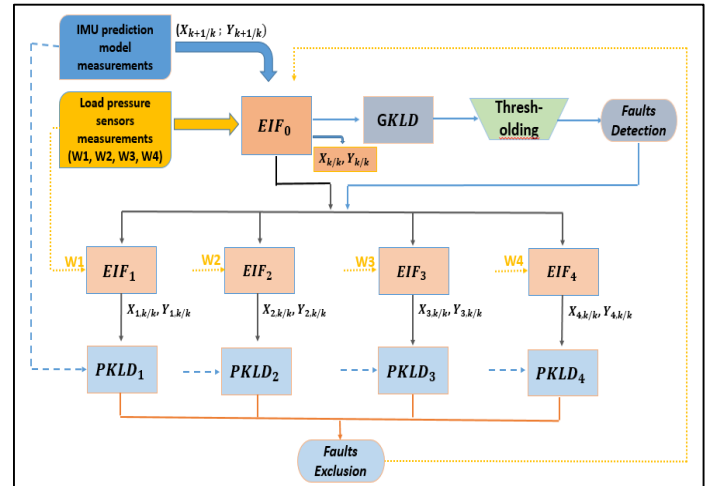 IMU prediction
model
measurements
(X_{k+1/k} ; Y_{k+1/k})
Load pressure
sensors
measurements
(W1, W2, W3, W4)
EIF_0
GKLD
Thresh-
olding
Faults
Detection
X_{k/k}, Y_{k/k}
W1
W2
W3
W4
EIF_1
EIF_2
EIF_3
EIF_4
X_{1,k/k}, Y_{1,k/k}
X_{2,k/k}, Y_{2,k/k}
X_{3,k/k}, Y_{3,k/k}
X_{4,k/k}, Y_{4,k/k}
PKLD_1
PKLD_2
PKLD_3
PKLD_4
Faults
Exclusion